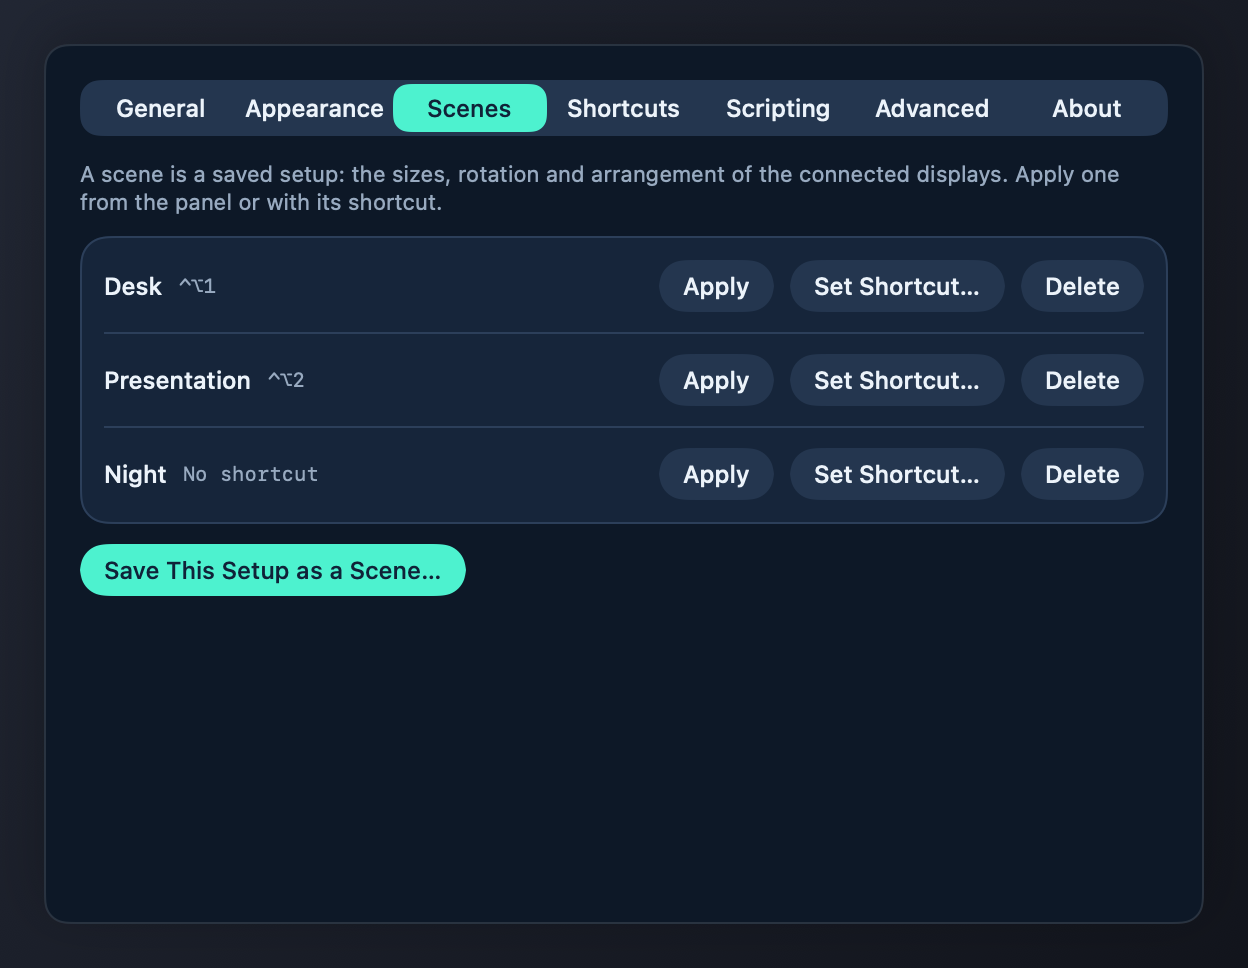 General Appearance Scenes Shortcuts Scripting Advanced About
A scene is a saved setup: the sizes, rotation and arrangement of the connected displays. Apply one
from the panel or with its shortcut.
Desk ^⌥1 Apply Set Shortcut... Delete
Presentation ^⌥2 Apply Set Shortcut... Delete
Night No shortcut Apply Set Shortcut... Delete
Save This Setup as a Scene...